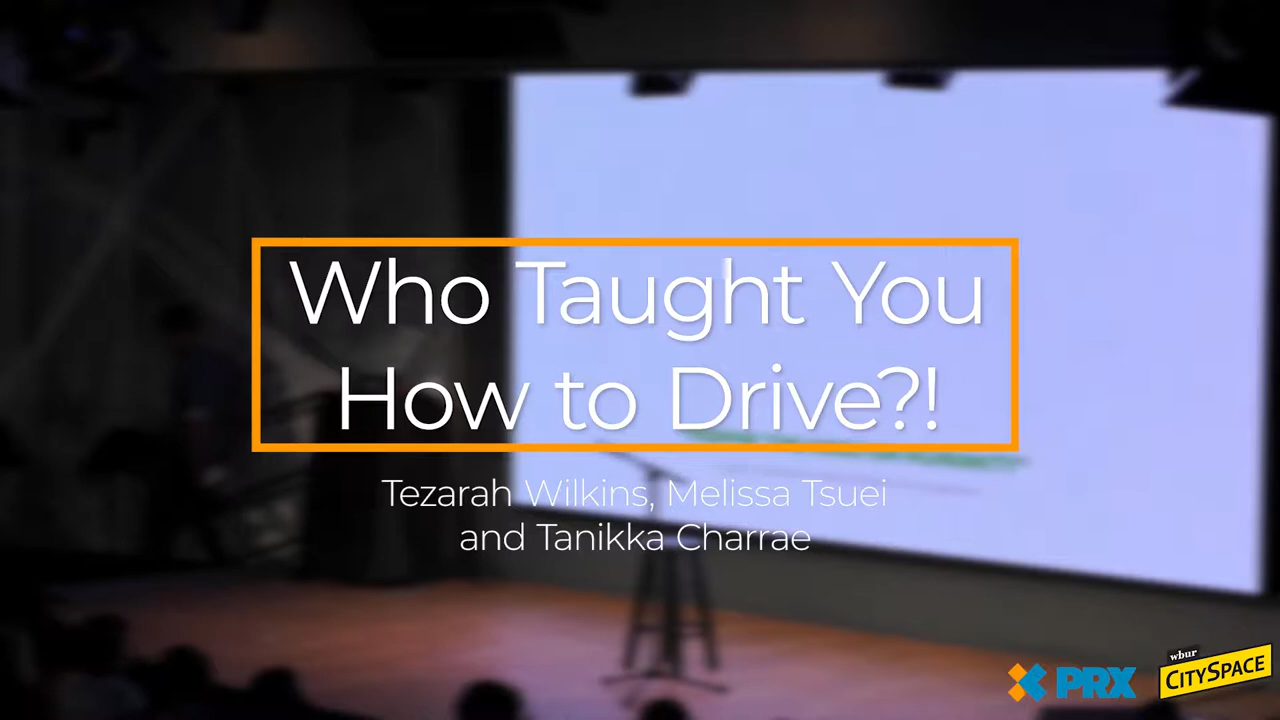 Who Taught You
How to Drive?!
Tezarah Wilkins, Melissa Tsuei
and Tanikka Charrae
PRX
wbur
CITYSPACE